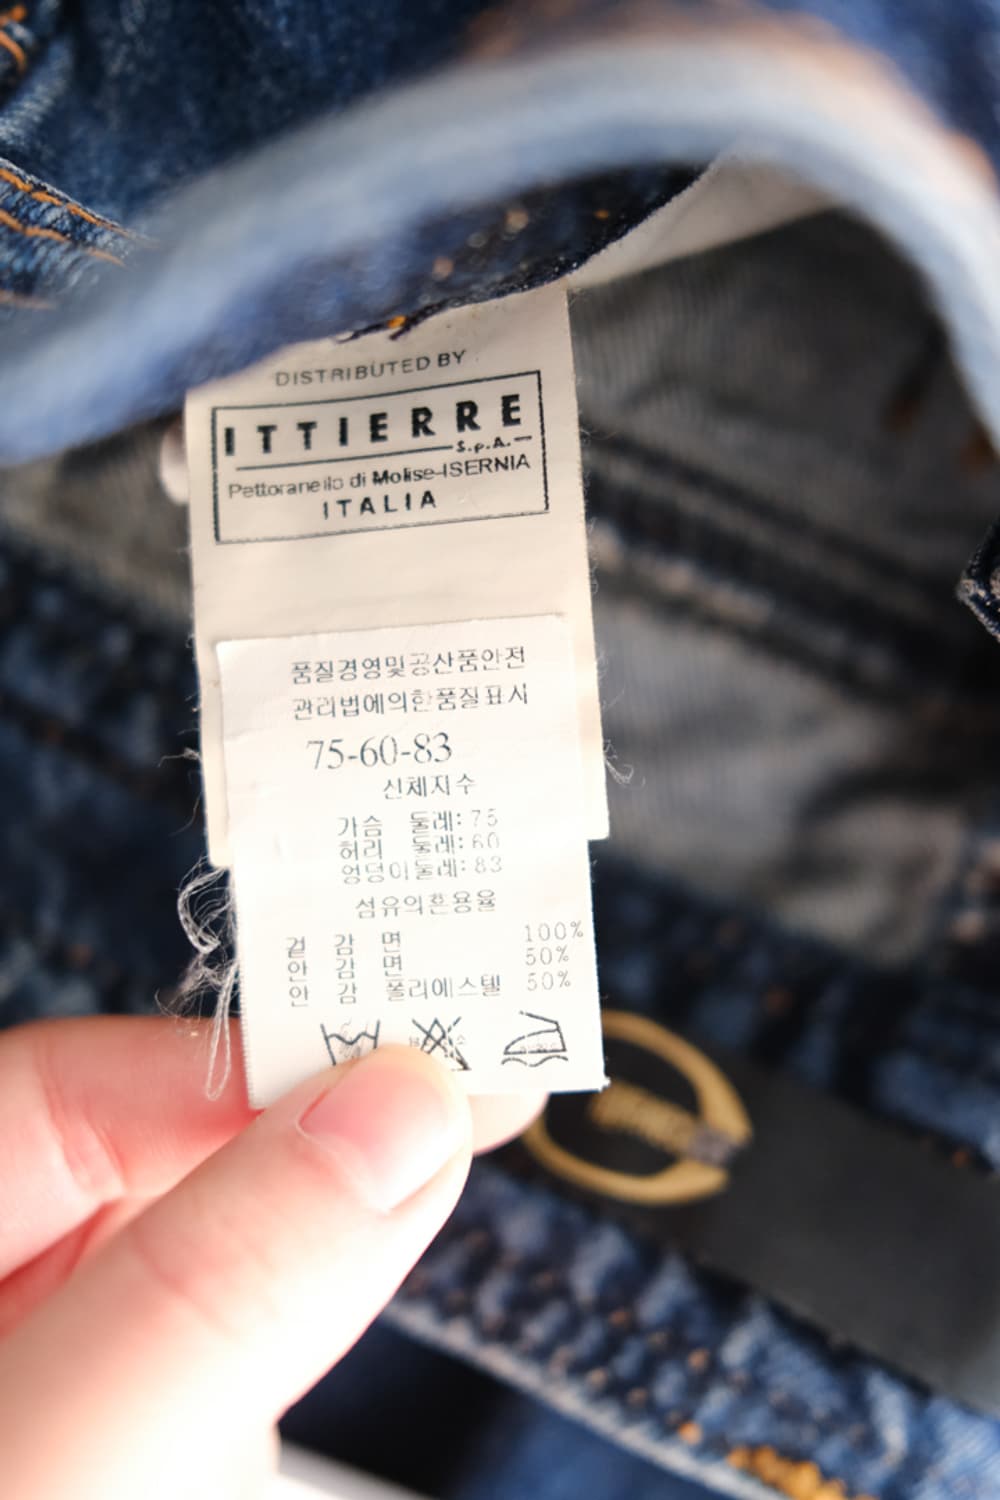 DISTRIBUTED BY
ITTIERRE
S.p.A.
Pettoranello di Molise-ISERNIA
ITALIA
품질경영및공산품안전
관리법에의한품질표시
75-60-83
신체지수
가슴 둘레: 75
허리 둘레: 60
엉덩이둘레: 83
섬유의혼용율
겉 감 면 100%
안 감 면 50%
안 감 폴리에스텔 50%